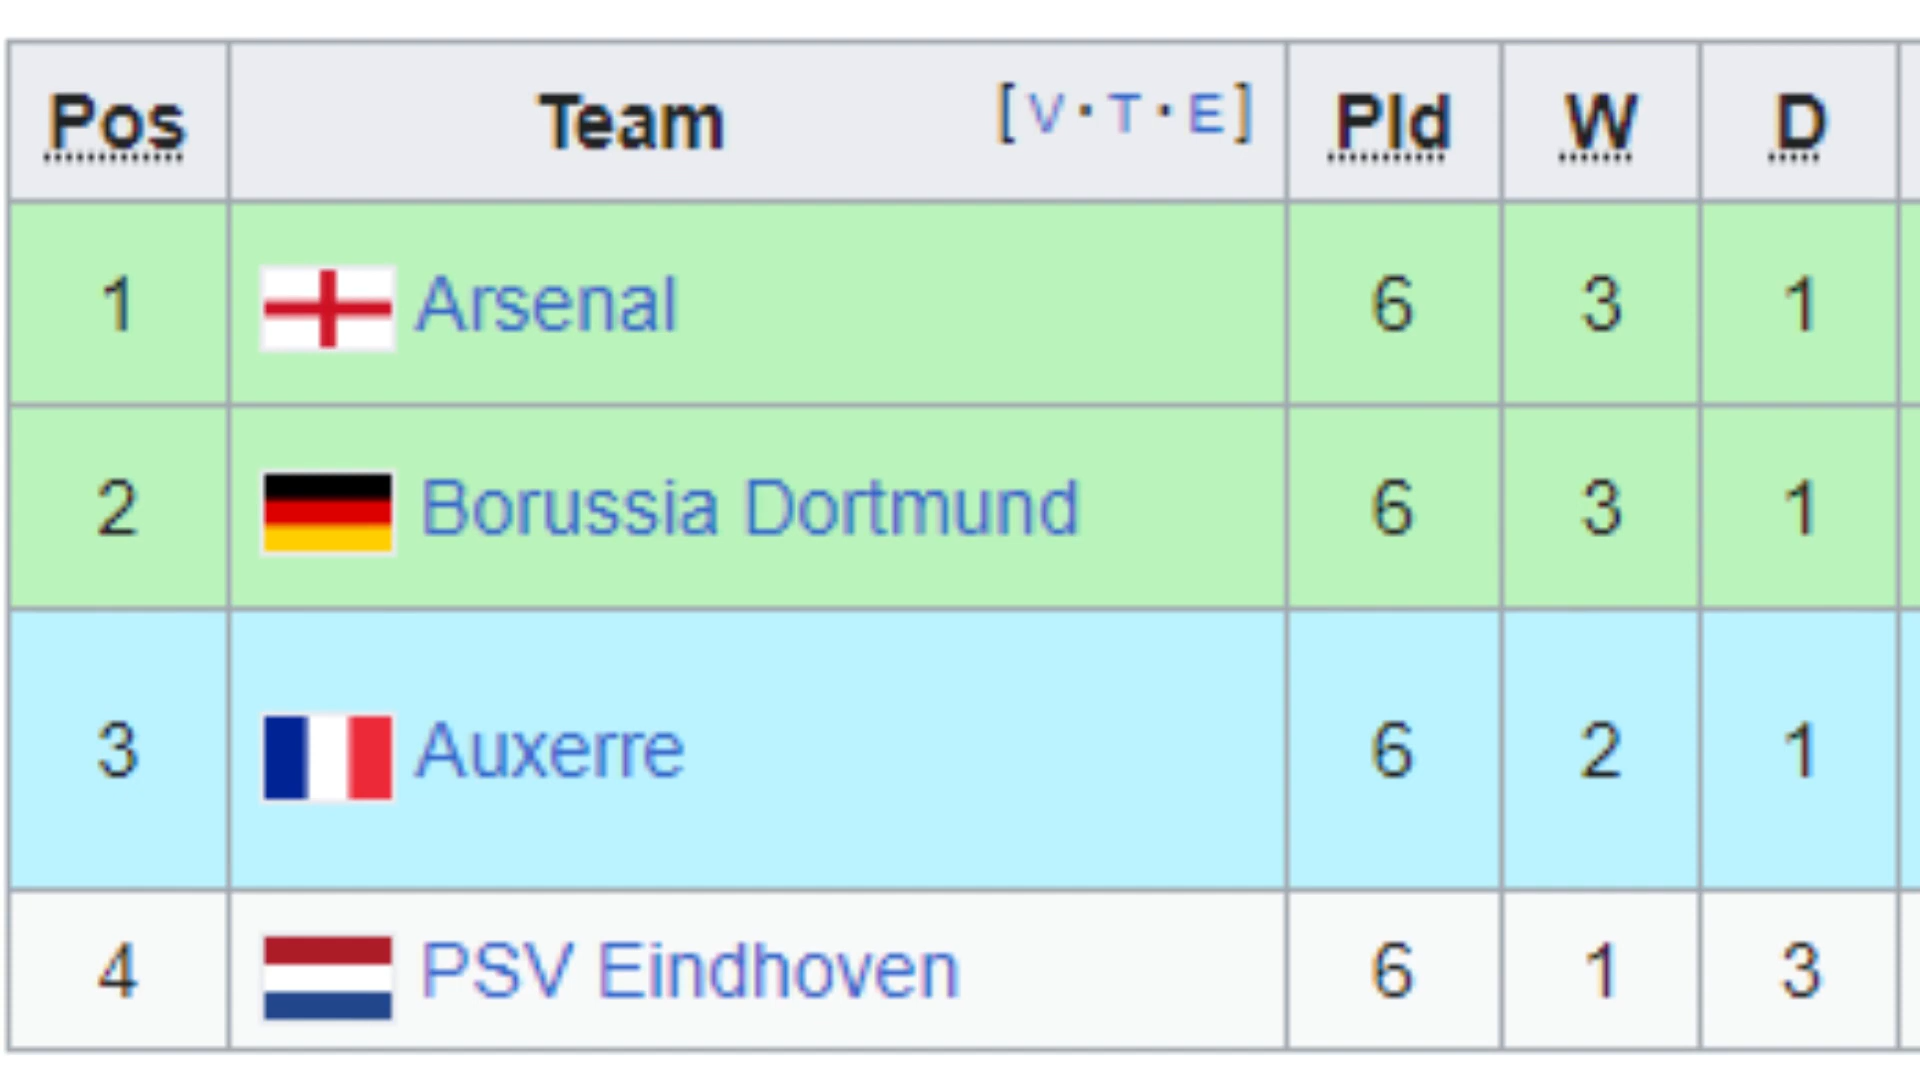 Pos Team [V·T·E] Pld W D
1 Arsenal 6 3 1
2 Borussia Dortmund 6 3 1
3 Auxerre 6 2 1
4 PSV Eindhoven 6 1 3